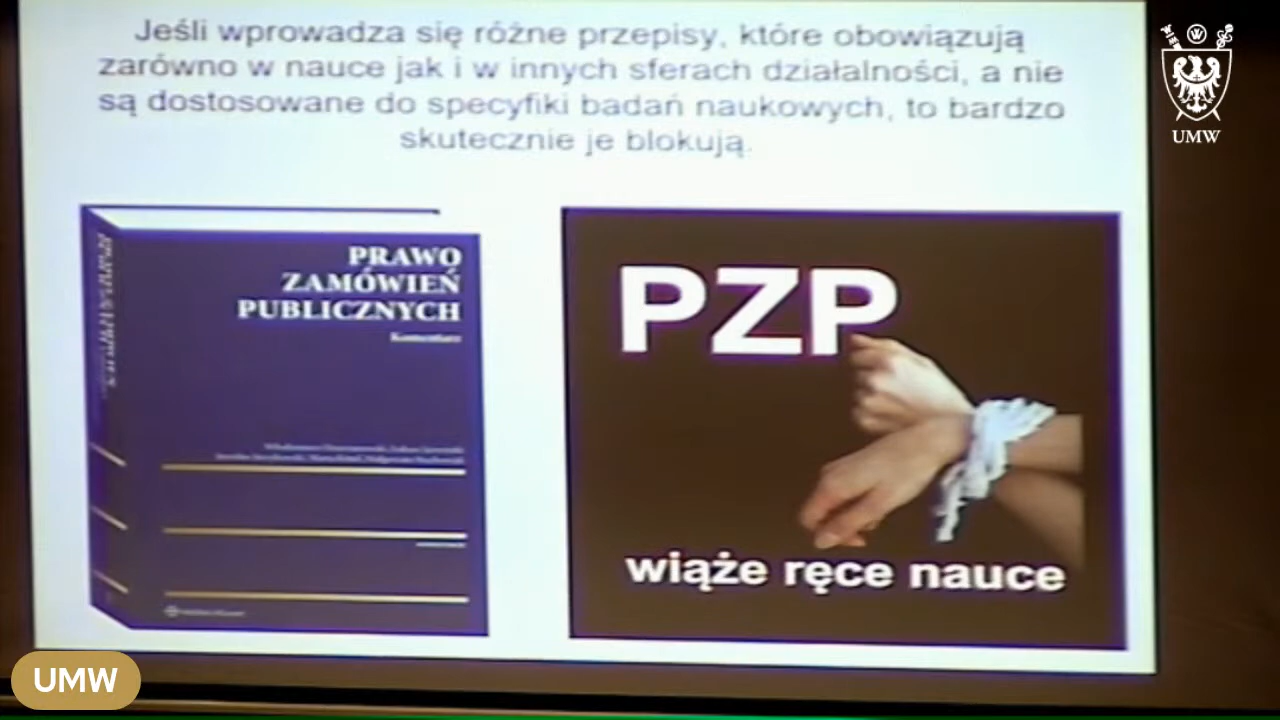 Jeśli wprowadza się różne przepisy, które obowiązują
zarówno w nauce jak i w innych sferach działalności, a nie
są dostosowane do specyfiki badań naukowych, to bardzo
skutecznie je blokują.
UMW
PRAWO
ZAMÓWIEŃ
PUBLICZNYCH
Komentarz
PZP
wiąże ręce nauce
UMW